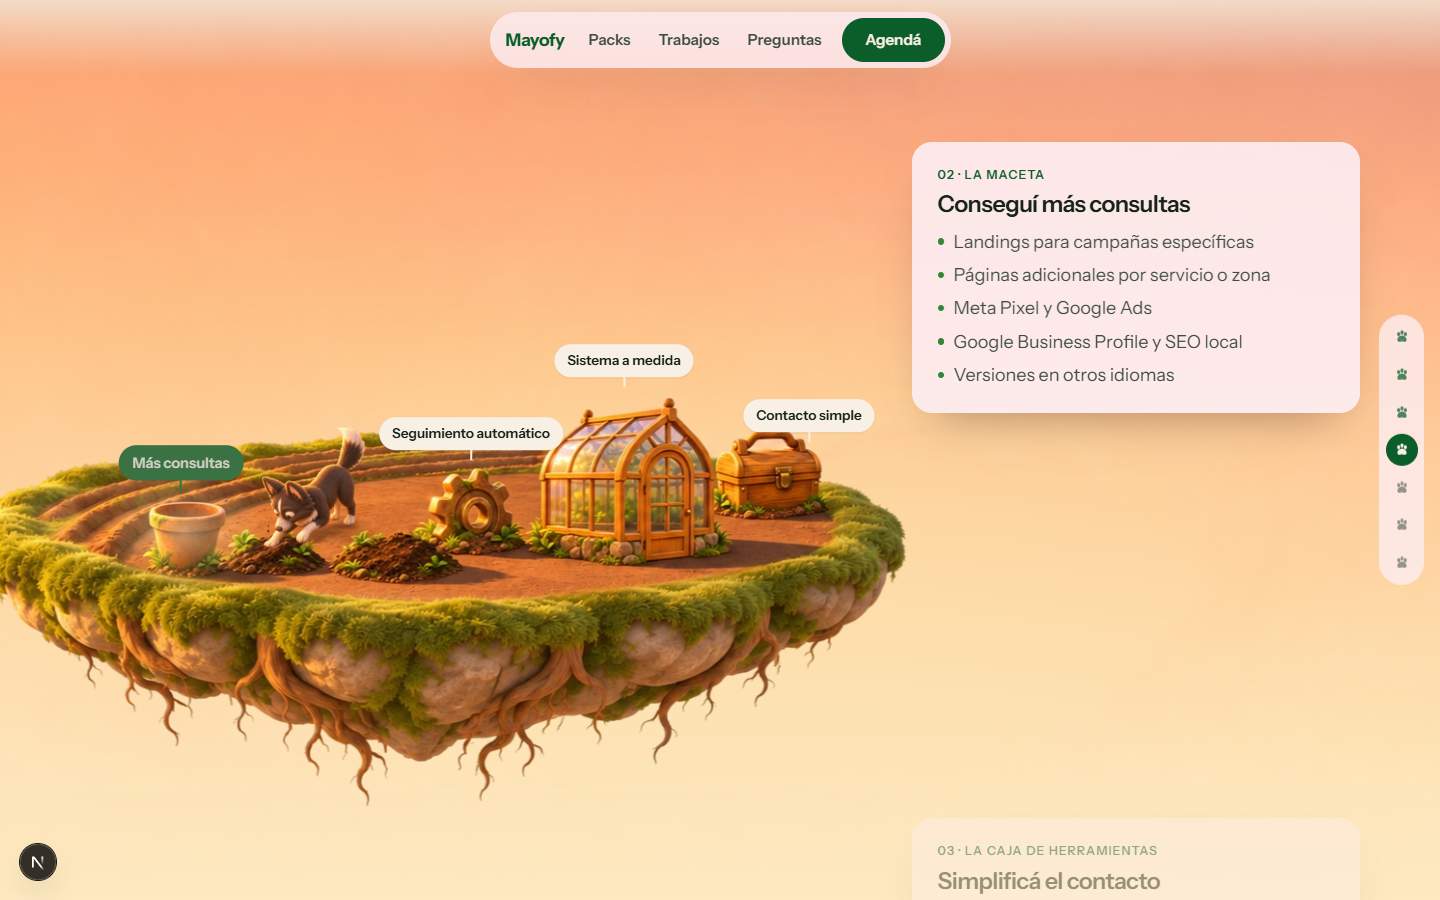 Mayofy
Packs
Trabajos
Preguntas
Agendá
02 · LA MACETA
Conseguí más consultas
Landings para campañas específicas
Páginas adicionales por servicio o zona
Meta Pixel y Google Ads
Google Business Profile y SEO local
Versiones en otros idiomas
Sistema a medida
Contacto simple
Seguimiento automático
Más consultas
03 · LA CAJA DE HERRAMIENTAS
Simplificá el contacto
N